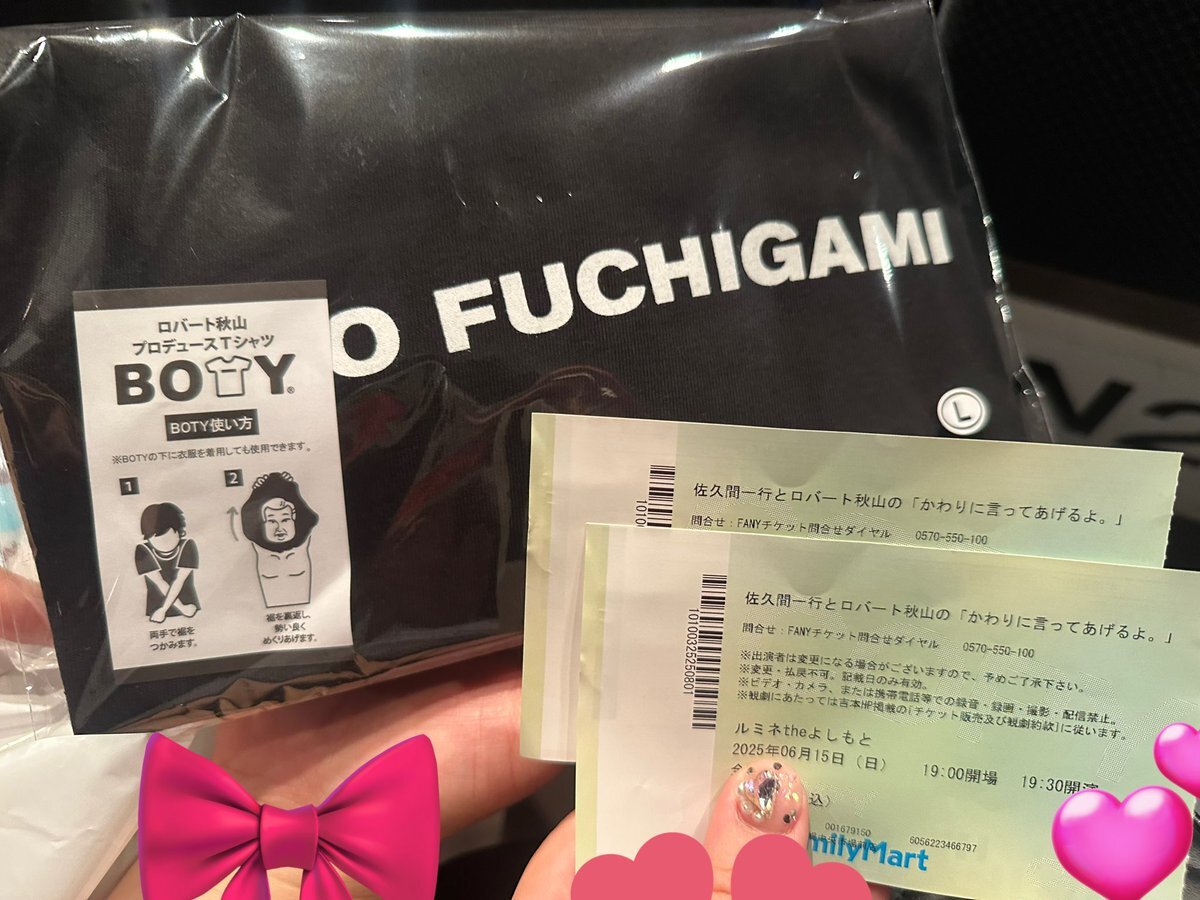 O FUCHIGAMI
L
ロバート秋山
プロデュースTシャツ
BOTY®
BOTY使い方
※BOTYの下に衣服を着用しても使用できます。
1
2
両手で裾を
つかみます。
裾を裏返し、
勢い良く
めくりあげます。
佐久間一行とロバート秋山の「かわりに言ってあげるよ。」
問合せ:FANYチケット問合せダイヤル 0570-550-100
佐久間一行とロバート秋山の「かわりに言ってあげるよ。」
問合せ:FANYチケット問合せダイヤル 0570-550-100
※出演者は変更になる場合がございますので、予めご了承下さい。
※変更・払戻不可。記載日のみ有効。
※ビデオ・カメラ、または携帯電話等での録音・録画・撮影・配信禁止。
※観劇にあたっては吉本HP掲載の[チケット販売及び観劇約款]に従います。
ルミネtheよしもと
2025年06月15日(日) 19:00開場 19:30開演
込)
001679150 6056223466797
milyMart
1010032525080​1